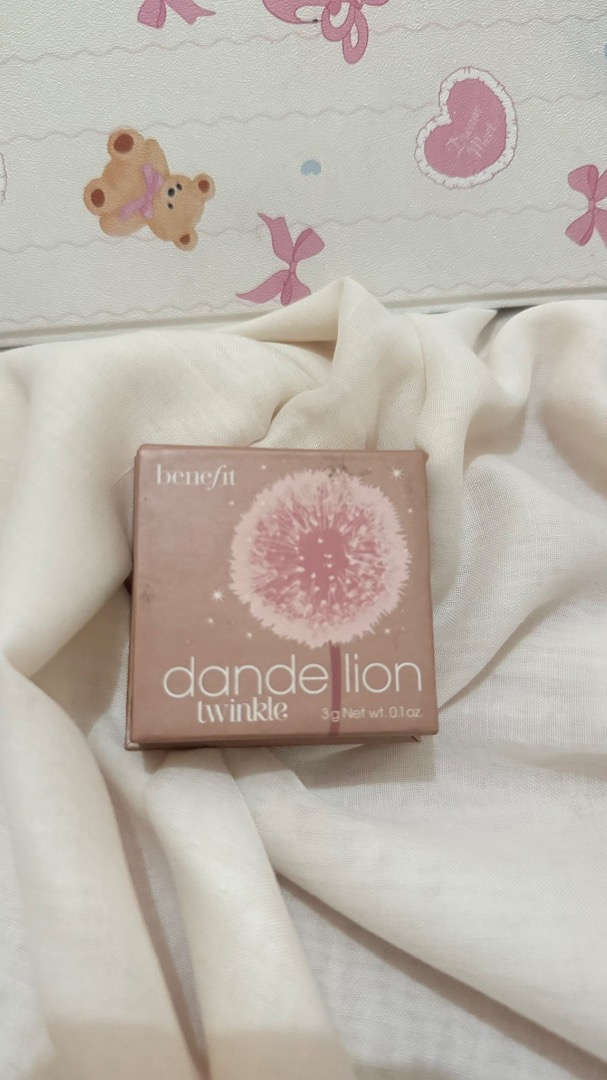 benefit
dandelion
twinkle
3g Net wt. 0.1 oz.